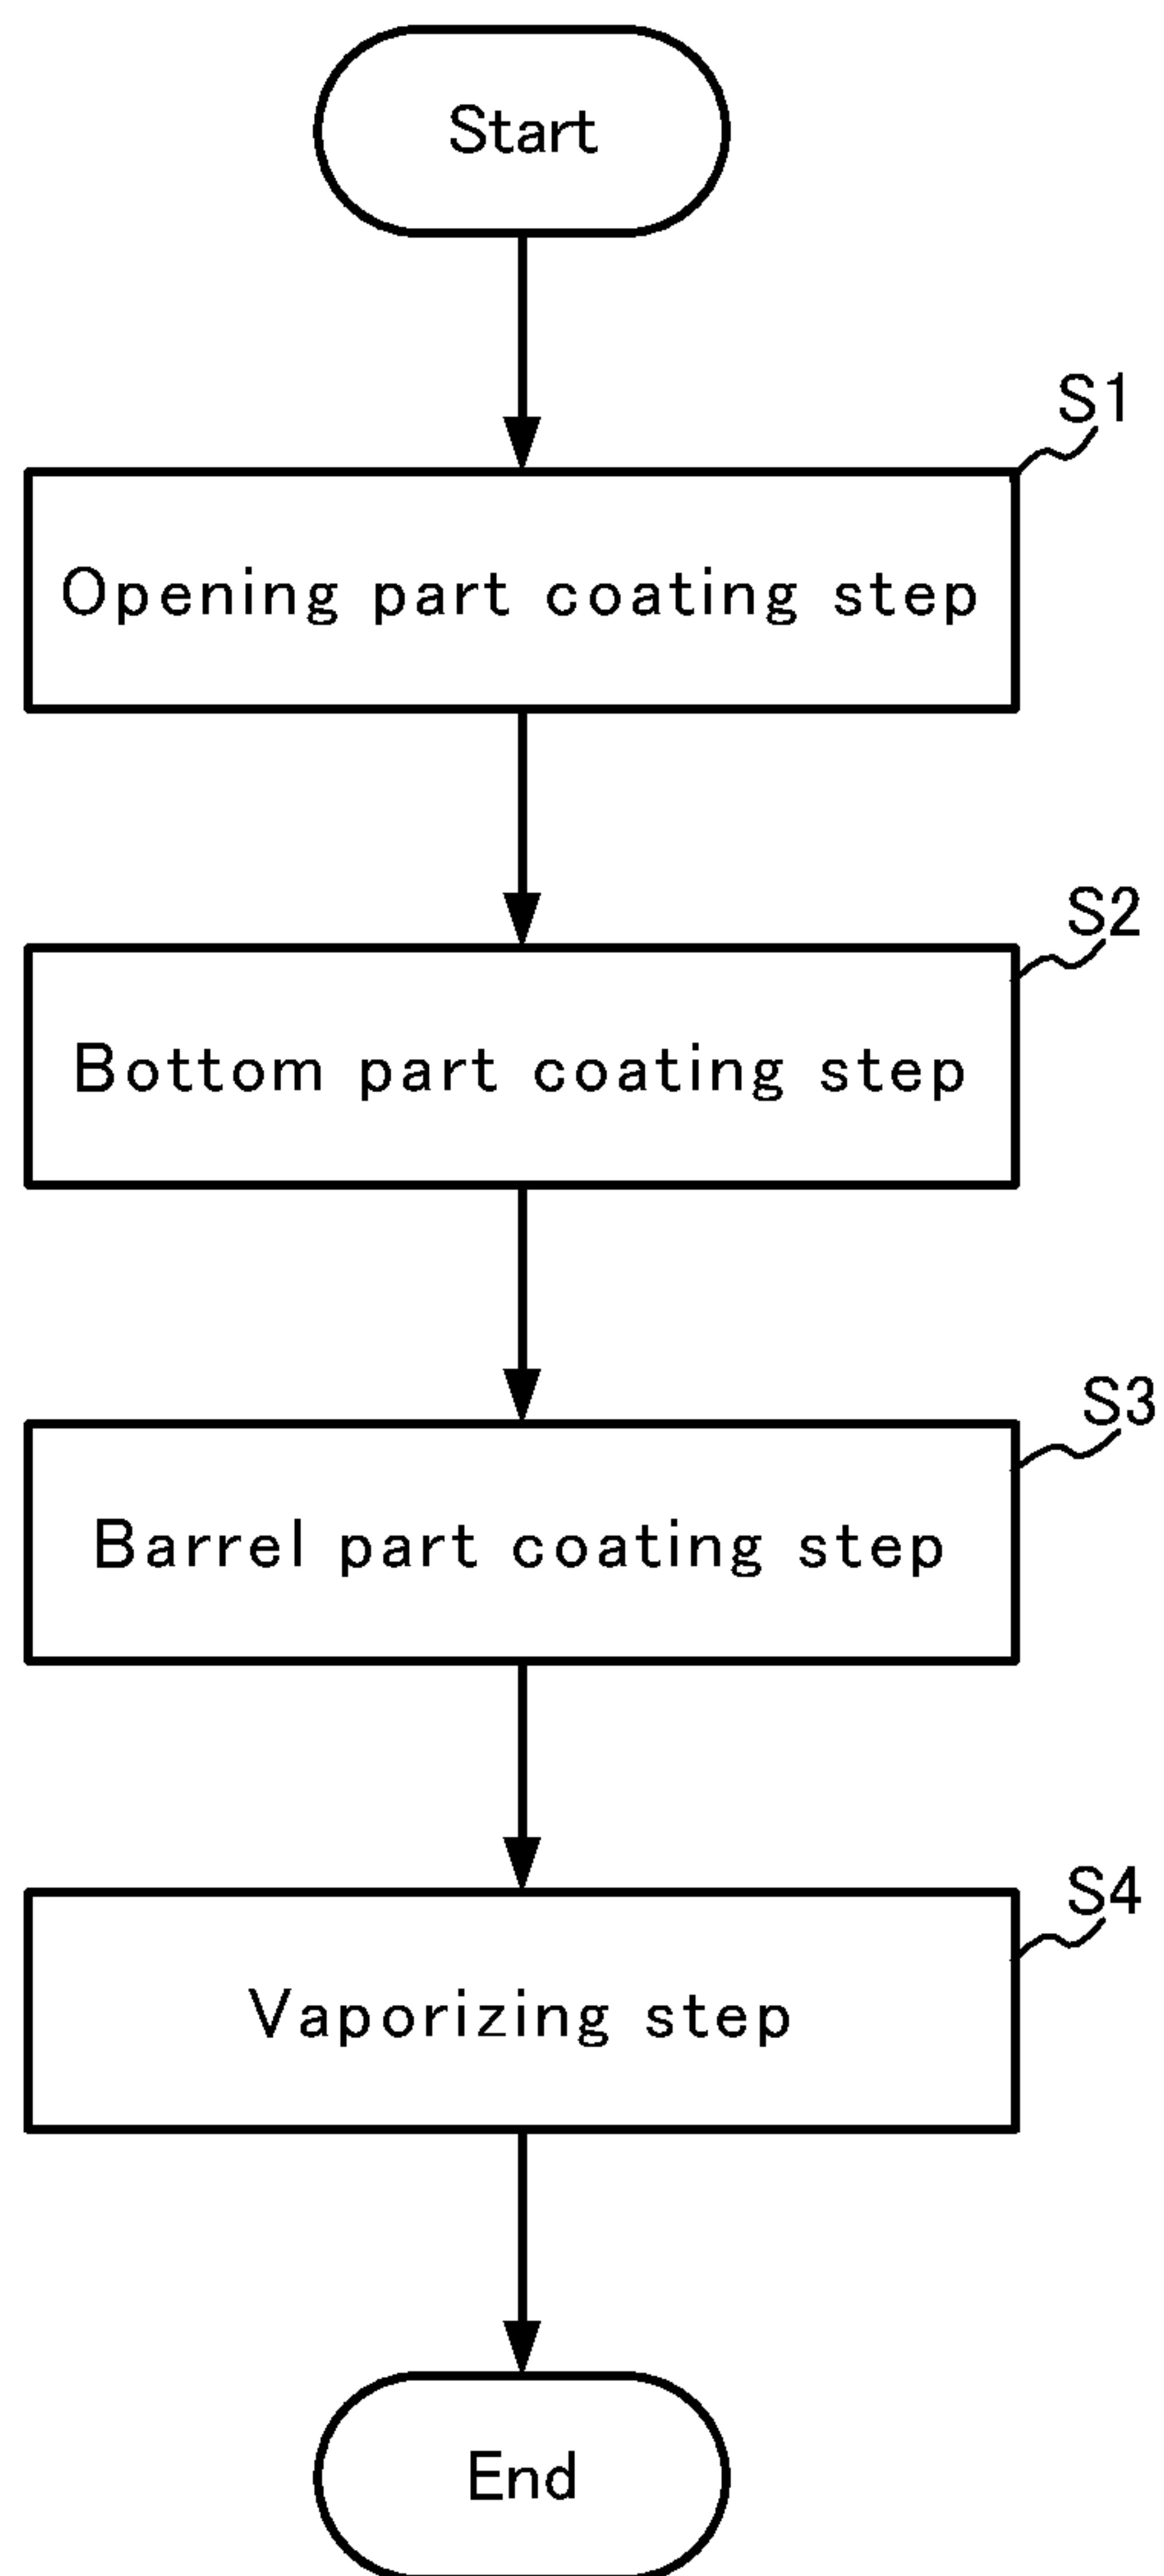 Start
S1
Opening part coating step
S2
Bottom part coating step
S3
Barrel part coating step
S4
Vaporizing step
End